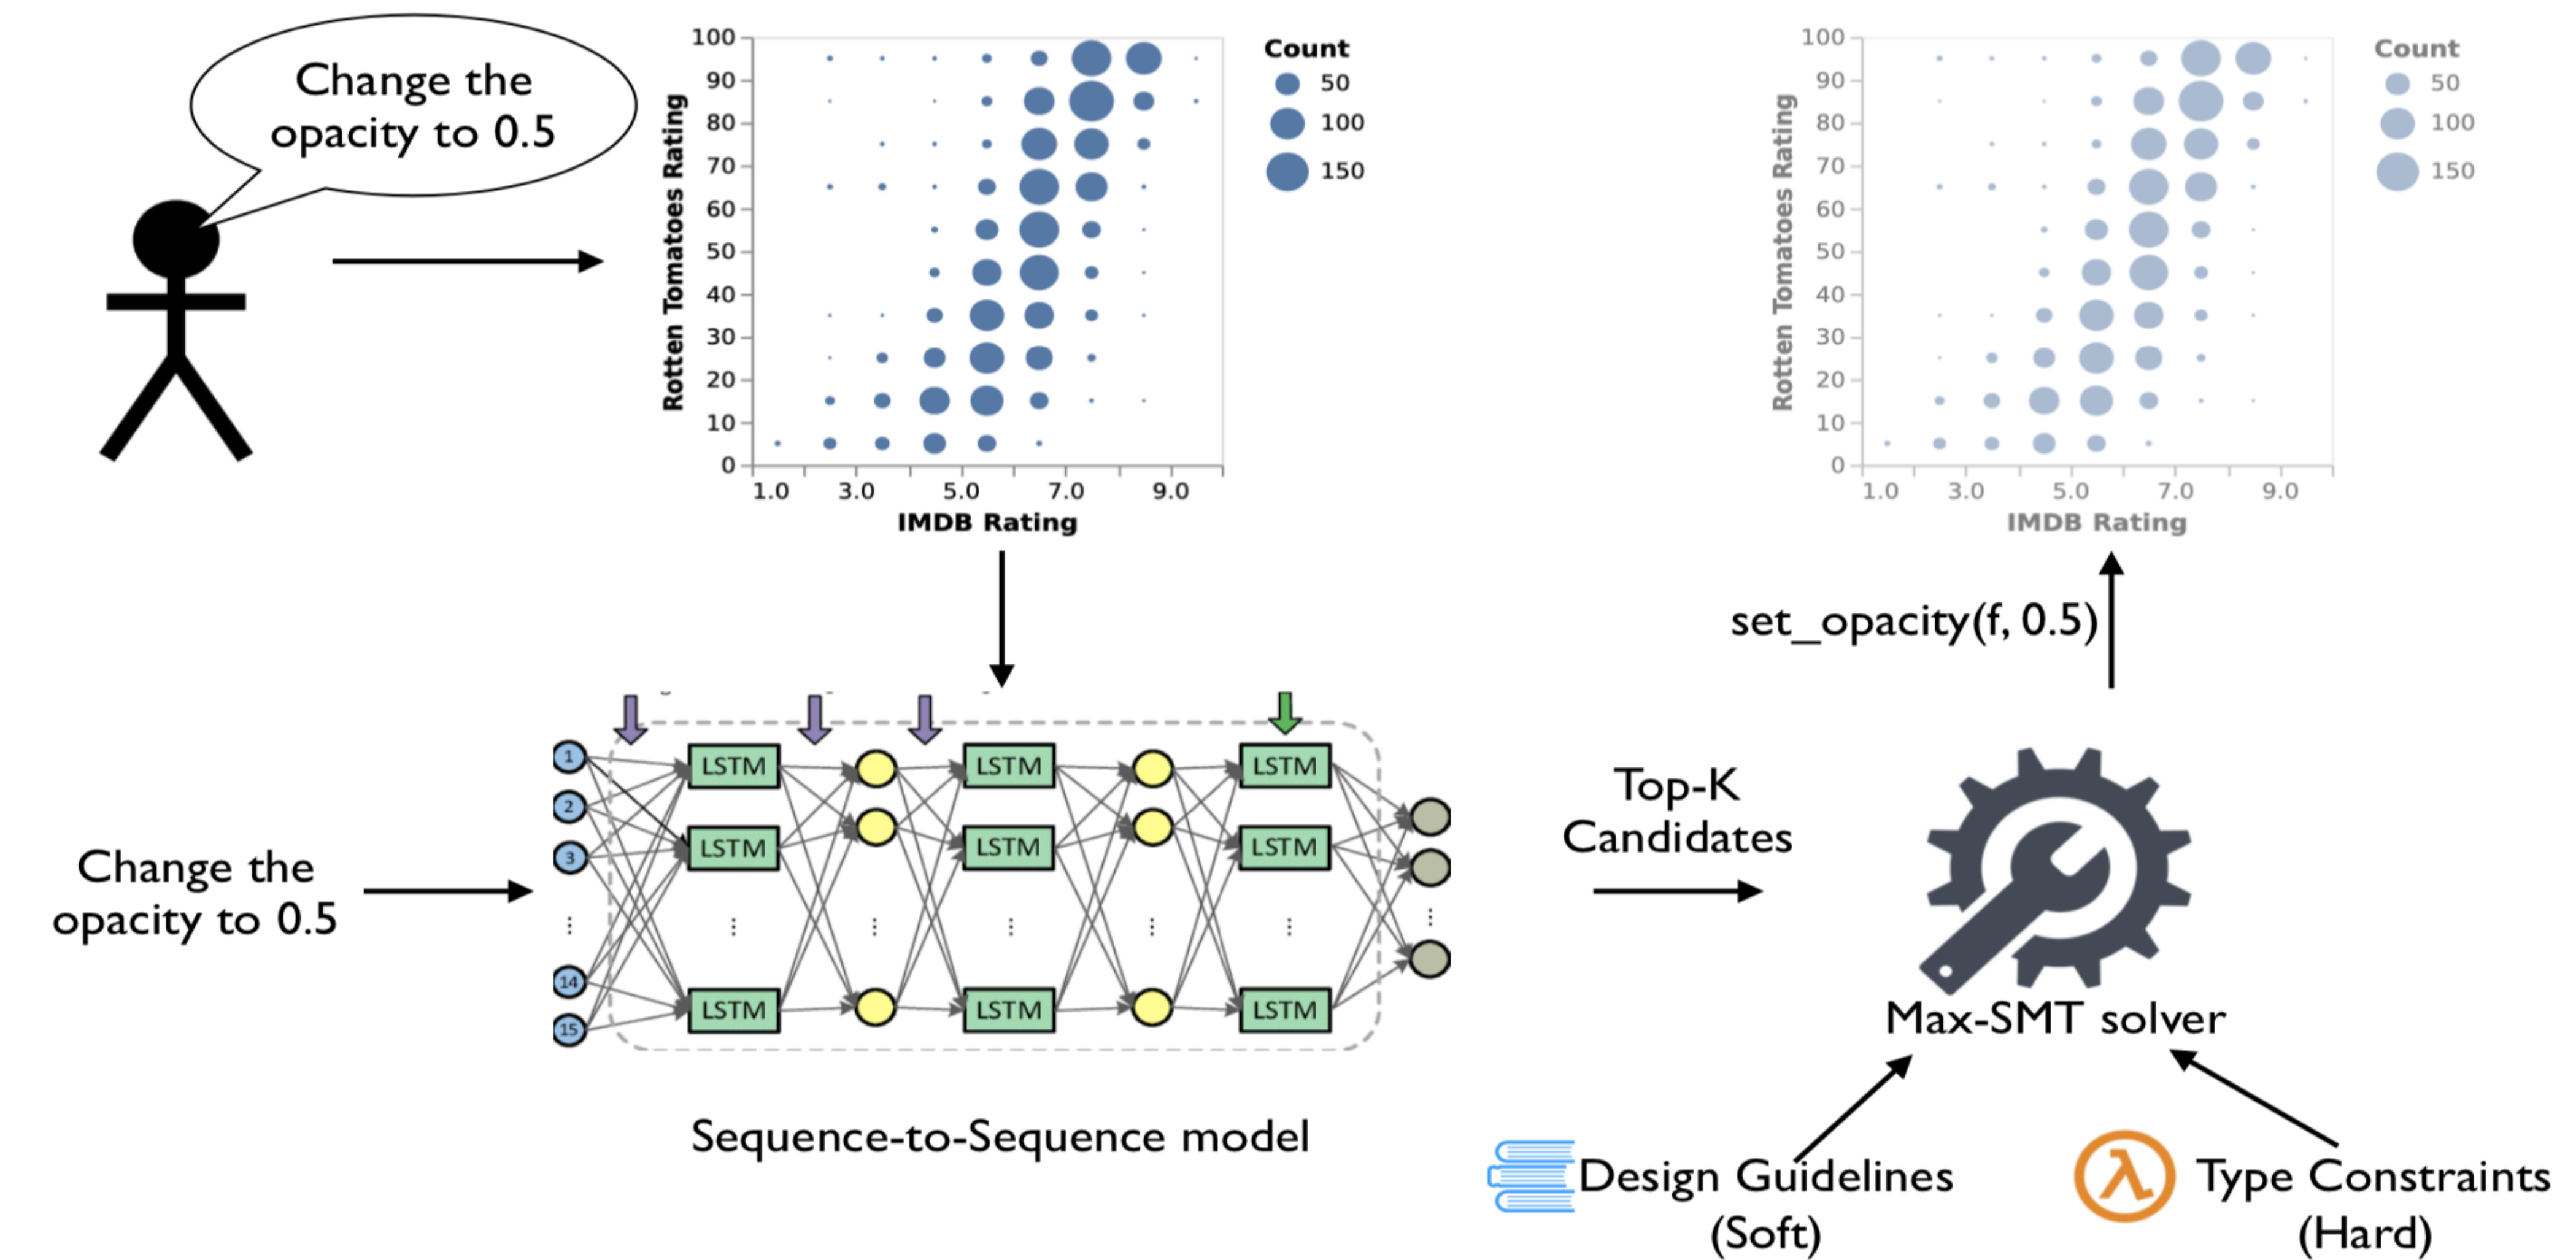 Change the
opacity to 0.5
100
90
80
70
60
50
40
30
20
10
0
Rotten Tomatoes Rating
1.0 3.0 5.0 7.0 9.0
IMDB Rating
Count
50
100
150
100
90
80
70
60
50
40
30
20
10
0
Rotten Tomatoes Rating
1.0 3.0 5.0 7.0 9.0
IMDB Rating
Count
50
100
150
set_opacity(f, 0.5)
Change the
opacity to 0.5
1
2
3
⋮
14
15
LSTM LSTM LSTM
LSTM LSTM LSTM
⋮ ⋮ ⋮ ⋮ ⋮ ⋮
LSTM LSTM LSTM
Sequence-to-Sequence model
Top-K
Candidates
Max-SMT solver
Design Guidelines
(Soft)
λ
Type Constraints
(Hard)